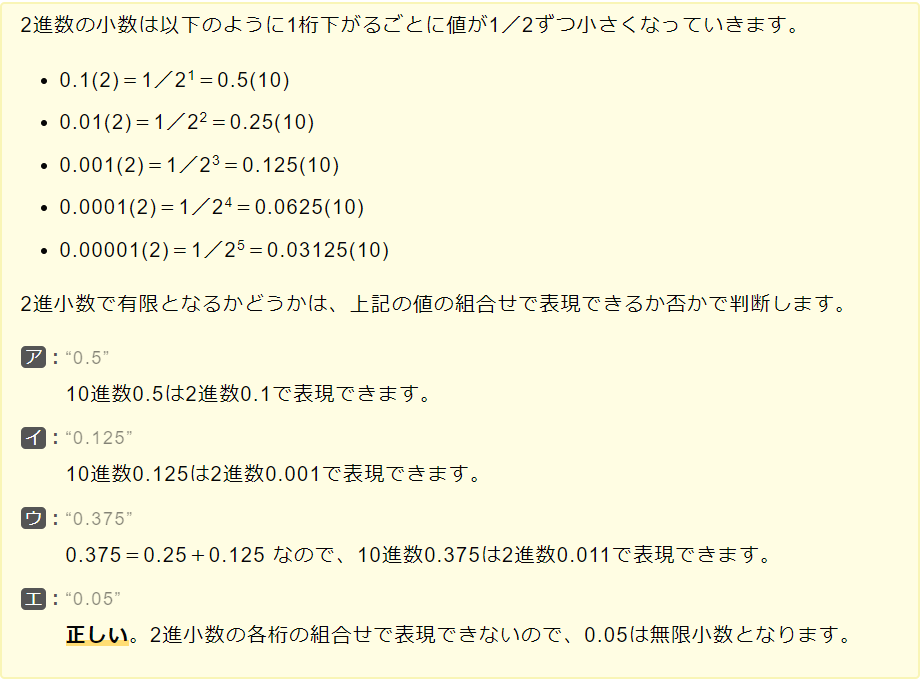 2進数の小数は以下のように1桁下がるごとに値が1／2ずつ小さくなっていきます。
• 0.1(2)＝1／2¹＝0.5(10)
• 0.01(2)＝1／2²＝0.25(10)
• 0.001(2)＝1／2³＝0.125(10)
• 0.0001(2)＝1／2⁴＝0.0625(10)
• 0.00001(2)＝1／2⁵＝0.03125(10)
2進小数で有限となるかどうかは、上記の値の組合せで表現できるか否かで判断します。
ア：“0.5”
10進数0.5は2進数0.1で表現できます。
イ：“0.125”
10進数0.125は2進数0.001で表現できます。
ウ：“0.375”
0.375＝0.25＋0.125 なので、10進数0.375は2進数0.011で表現できます。
エ：“0.05”
正しい。2進小数の各桁の組合せで表現できないので、0.05は無限小数となります。